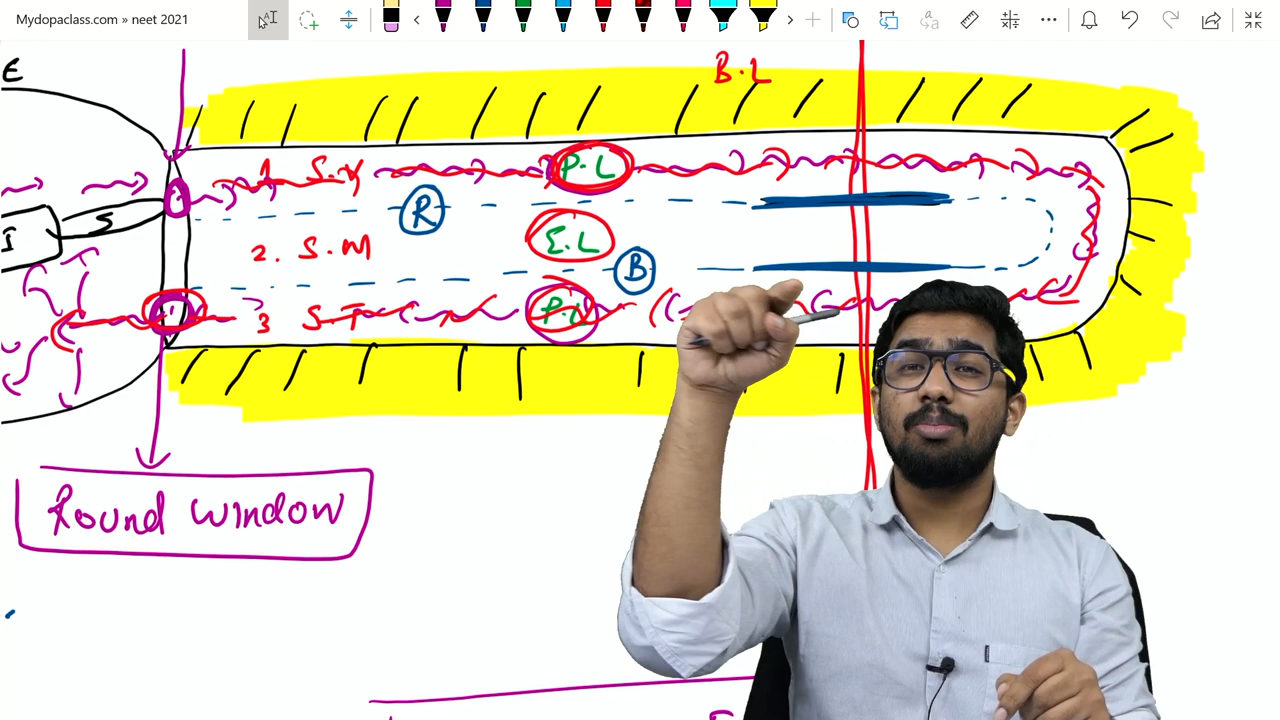 Mydopaclass.com » neet 2021
B.L
E
1 S.V
P.L
R
S
I
2. S.M
E.L
B
3 S.T
P.L
Round window